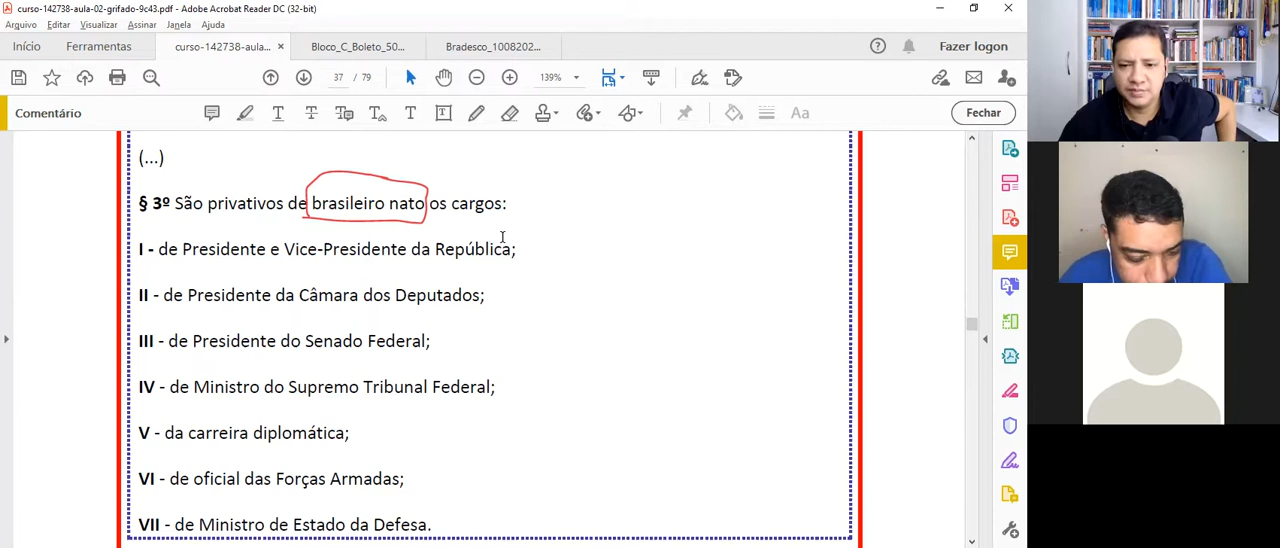 curso-142738-aula-02-grifado-9c43.pdf - Adobe Acrobat Reader DC (32-bit)
Arquivo Editar Visualizar Assinar Janela Ajuda
Início Ferramentas curso-142738-aula... × Bloco_C_Boleto_50... Bradesco_1008202... Fazer logon
37 / 79 139%
Comentário Fechar
(...)
§ 3º São privativos de brasileiro nato os cargos:
I - de Presidente e Vice-Presidente da República;
II - de Presidente da Câmara dos Deputados;
III - de Presidente do Senado Federal;
IV - de Ministro do Supremo Tribunal Federal;
V - da carreira diplomática;
VI - de oficial das Forças Armadas;
VII - de Ministro de Estado da Defesa.